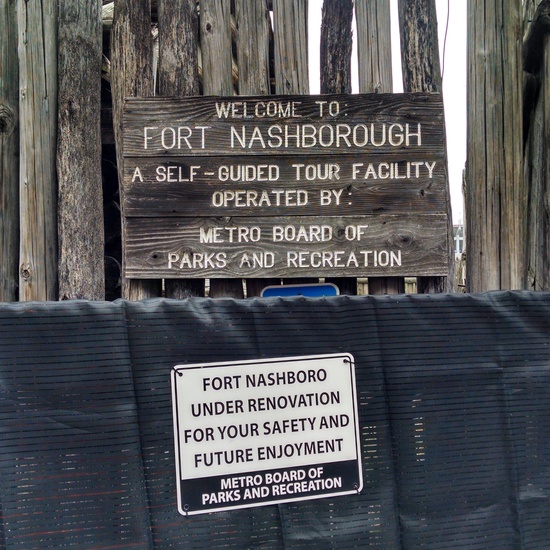 WELCOME TO:
FORT NASHBOROUGH
A SELF-GUIDED TOUR FACILITY
OPERATED BY:
METRO BOARD OF
PARKS AND RECREATION
FORT NASHBORO
UNDER RENOVATION
FOR YOUR SAFETY AND
FUTURE ENJOYMENT
METRO BOARD OF
PARKS AND RECREATION